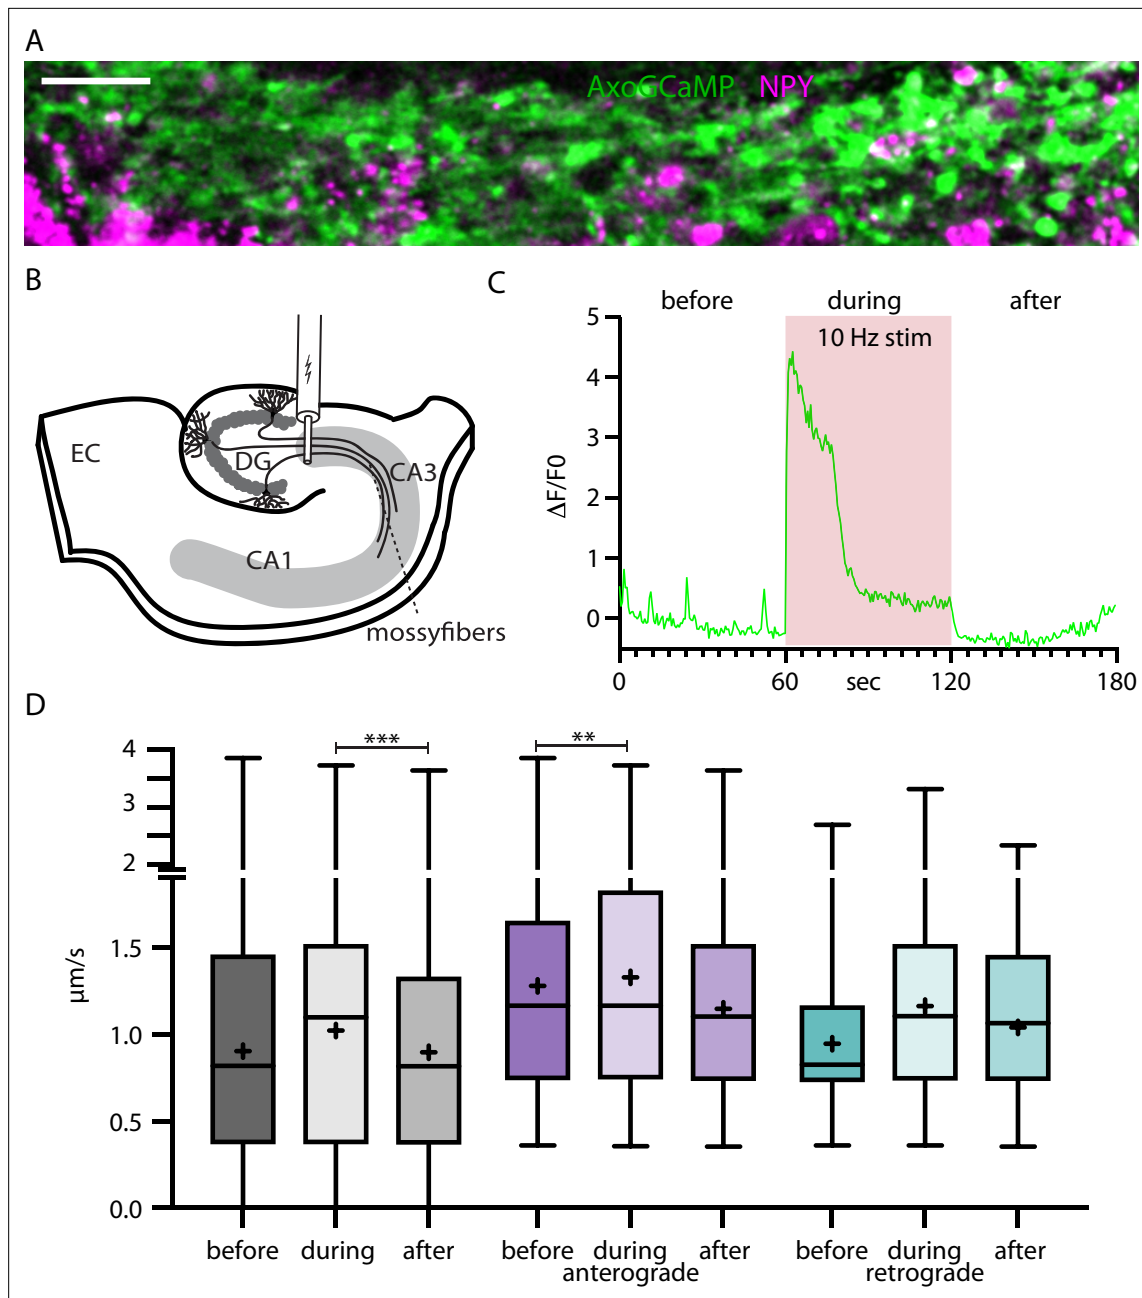 A
AxoGCaMP NPY
B
EC
DG
CA3
CA1
mossyfibers
C
before during after
10 Hz stim
ΔF/F0
5
4
3
2
1
0
0 60 sec 120 180
D
*** **
μm/s
4
3
2
1.5
1.0
0.5
0.0
before during after before during after before during after
anterograde retrograde